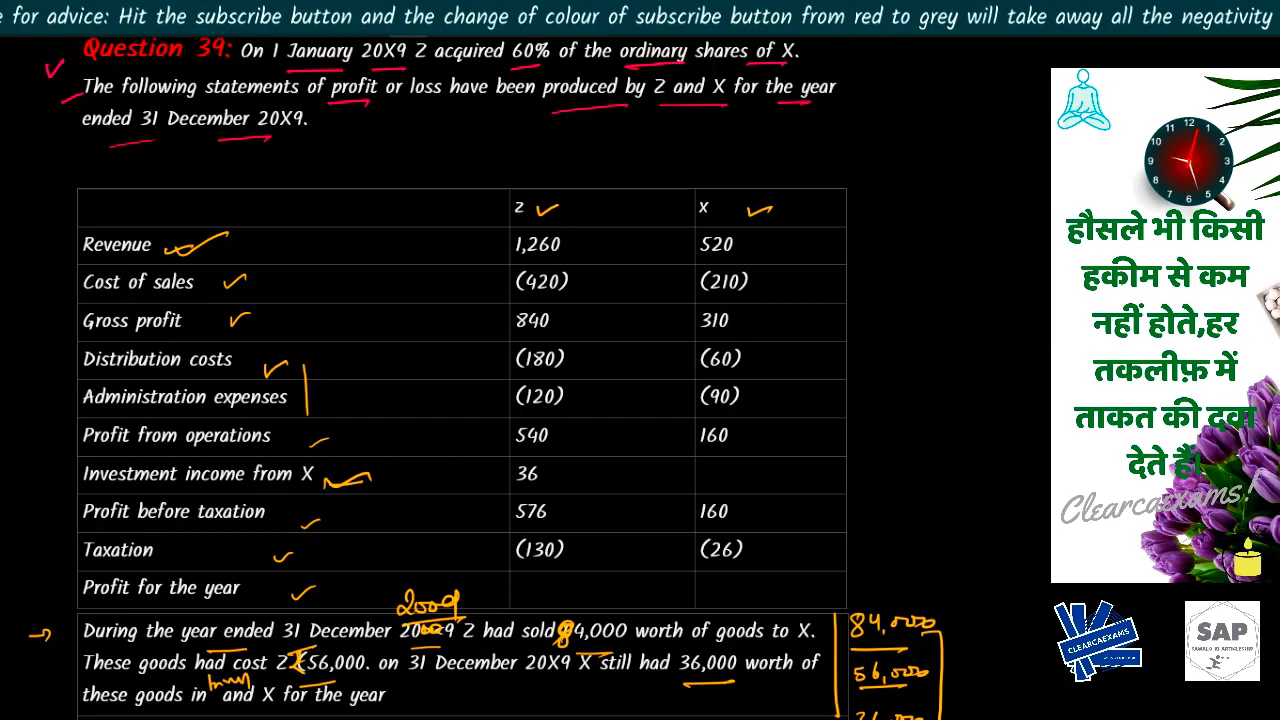 e for advice: Hit the subscribe button and the change of colour of subscribe button from red to grey will take away all the negativity
Question 39: On 1 January 20X9 Z acquired 60% of the ordinary shares of X.
The following statements of profit or loss have been produced by Z and X for the year
ended 31 December 20X9.
Z X
Revenue 1,260 520
Cost of sales (420) (210)
Gross profit 840 310
Distribution costs (180) (60)
Administration expenses (120) (90)
Profit from operations 540 160
Investment income from X 36
Profit before taxation 576 160
Taxation (130) (26)
Profit for the year
2009
During the year ended 31 December 9 Z had sold 84,000 worth of goods to X.
These goods had cost Z 56,000. on 31 December 20X9 X still had 36,000 worth of
these goods in and X for the year
84,000
56,000
हौसले भी किसी
हकीम से कम
नहीं होते,हर
तकलीफ़ में
ताकत की दवा
देते हैं।
Clearcaexams!
CLEARCAEXAMS
SAP
SAWALO KI ARTICLESHIP